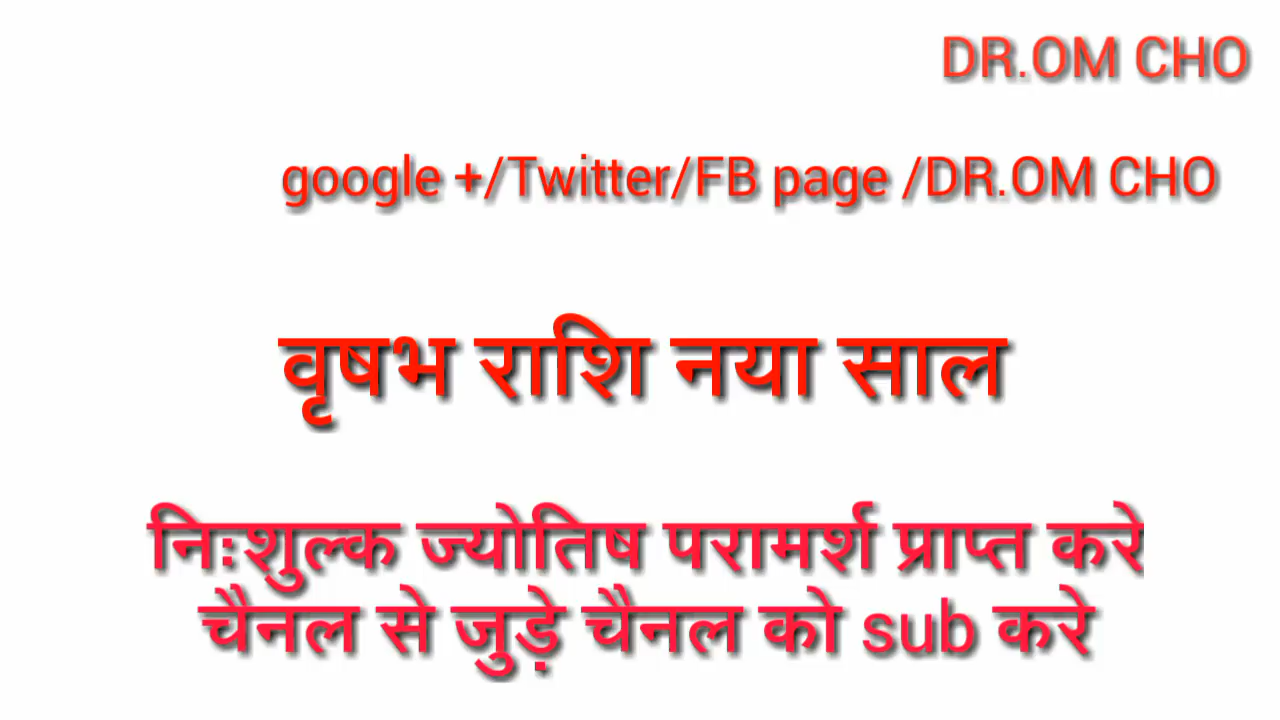 DR.OM CHO
google +/Twitter/FB page /DR.OM CHO
वृषभ राशि नया साल
निःशुल्क ज्योतिष परामर्श प्राप्त करे
चैनल से जुड़े चैनल को sub करे